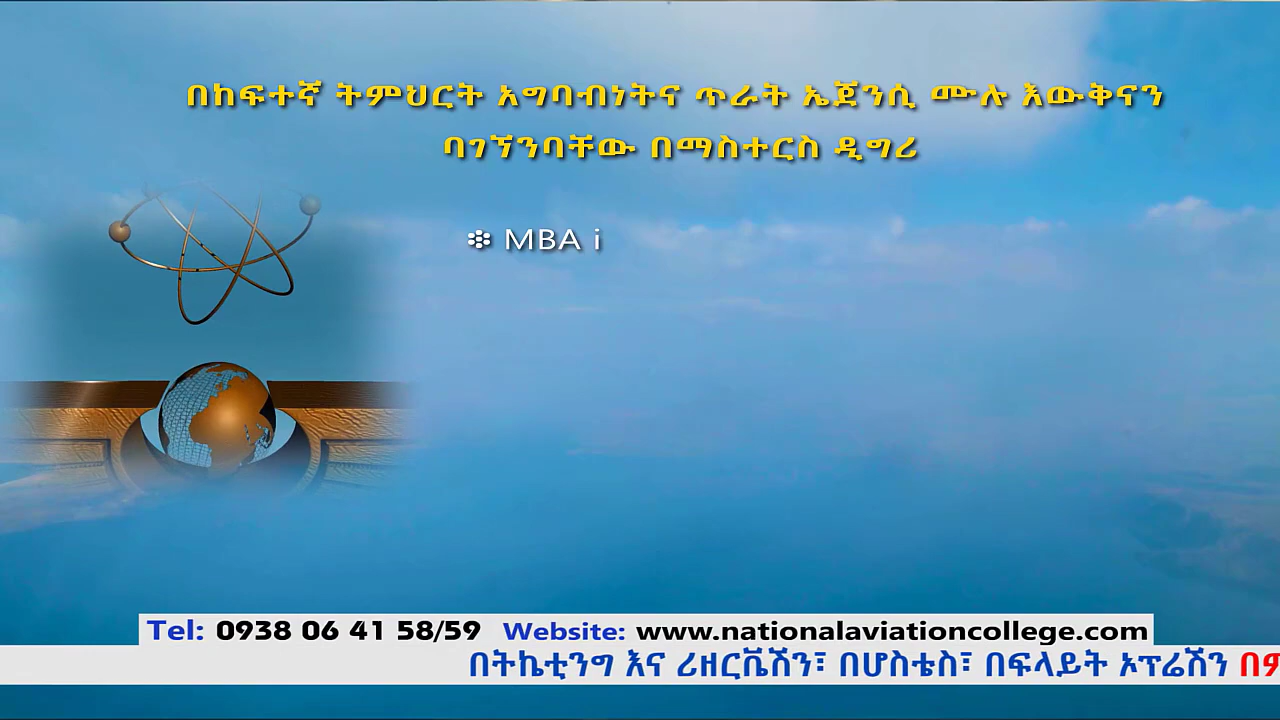 በከፍተኛ ትምህርት አግባብነትና ጥራት ኤጀንሲ ሙሉ እውቅናን
ባገኘንባቸው በማስተርስ ዲግሪ
MBA i
Tel: 0938 06 41 58/59 Website: www.nationalaviationcollege.com
በትኬቲንግ እና ሪዘርቬሽን፣ በሆስቴስ፣ በፍላይት ኦፕሬሽን